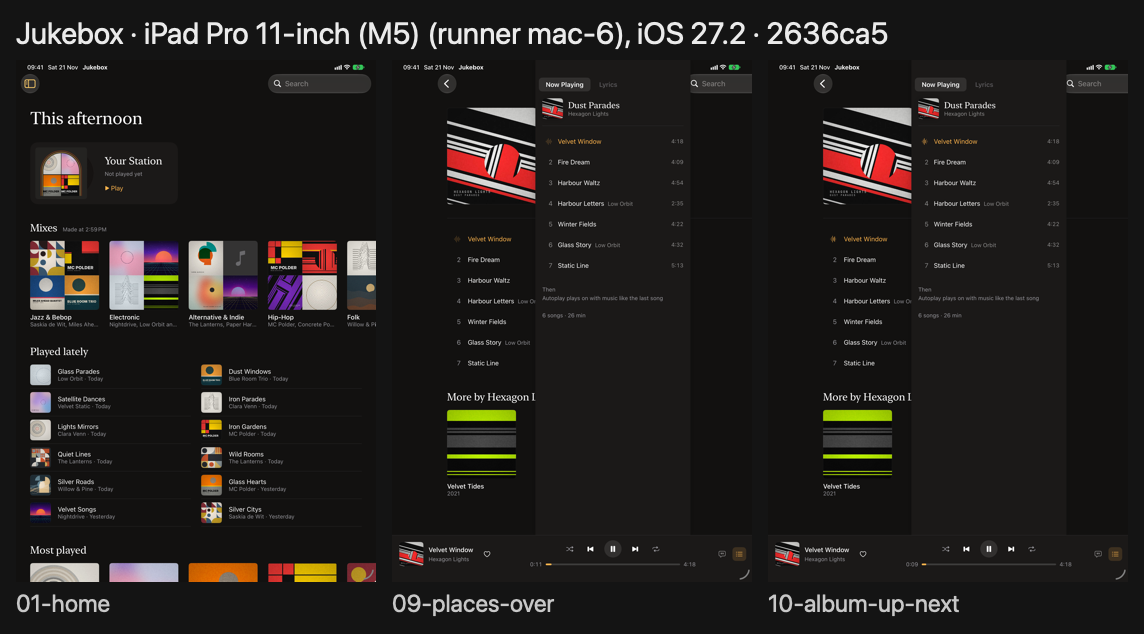 Jukebox · iPad Pro 11-inch (M5) (runner mac-6), iOS 27.2 · 2636ca5
09:41 Sat 21 Nov Jukebox
Search
This afternoon
Your Station
Not played yet
Play
Mixes Made at 2:59 PM
MC POLDER
BLUE ROOM TRIO
MC POLDER
Jazz & Bebop
Saskia de Wit, Miles Ahe...
Electronic
Nightdrive, Low Orbit an...
Alternative & Indie
The Lanterns, Paper Har...
Hip-Hop
MC Polder, Concrete Po...
Folk
Willow & Pi
Played lately
Glass Parades
Low Orbit · Today
Dust Windows
Blue Room Trio · Today
Satellite Dances
Velvet Static · Today
Iron Parades
Clara Venn · Today
Lights Mirrors
Clara Venn · Today
Iron Gardens
MC Polder · Today
Quiet Lines
The Lanterns · Today
Wild Rooms
The Lanterns · Today
Silver Roads
Willow & Pine · Today
Glass Hearts
MC Polder · Yesterday
Velvet Songs
Nightdrive · Yesterday
Silver Citys
Saskia de Wit · Yesterday
Most played
01-home
09:41 Sat 21 Nov Jukebox
Now Playing Lyrics
Search
Dust Parades
Hexagon Lights
HEXAGON LIGHTS
DUST PARADES
Velvet Window 4:18
2 Fire Dream 4:09
3 Harbour Waltz 4:54
4 Harbour Letters Low Orbit 2:35
5 Winter Fields 4:22
6 Glass Story Low Orbit 4:32
7 Static Line 5:13
Then
Autoplay plays on with music like the last song
6 songs · 26 min
Velvet Window
2 Fire Dream
3 Harbour Waltz
4 Harbour Letters Low O
5 Winter Fields
6 Glass Story Low Orbit
7 Static Line
More by Hexagon L
Velvet Tides
2021
Velvet Window
Hexagon Lights
0:11 4:18
09-places-over
09:41 Sat 21 Nov Jukebox
Now Playing Lyrics
Search
Dust Parades
Hexagon Lights
HEXAGON LIGHTS
DUST PARADES
Velvet Window 4:18
2 Fire Dream 4:09
3 Harbour Waltz 4:54
4 Harbour Letters Low Orbit 2:35
5 Winter Fields 4:22
6 Glass Story Low Orbit 4:32
7 Static Line 5:13
Then
Autoplay plays on with music like the last song
6 songs · 26 min
Velvet Window
2 Fire Dream
3 Harbour Waltz
4 Harbour Letters Low O
5 Winter Fields
6 Glass Story Low Orbit
7 Static Line
More by Hexagon L
Velvet Tides
2021
Velvet Window
Hexagon Lights
0:09 4:18
10-album-up-next